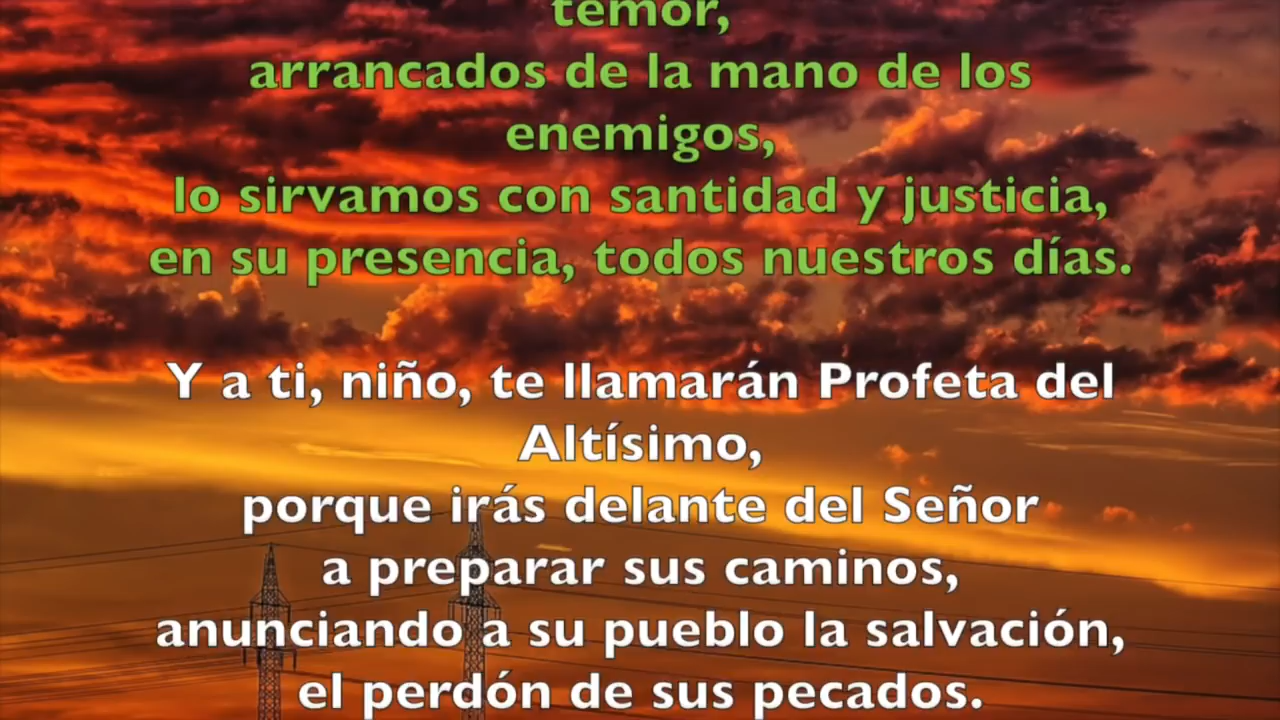 temor,
arrancados de la mano de los
enemigos,
lo sirvamos con santidad y justicia,
en su presencia, todos nuestros días.
Y a ti, niño, te llamarán Profeta del
Altísimo,
porque irás delante del Señor
a preparar sus caminos,
anunciando a su pueblo la salvación,
el perdón de sus pecados.